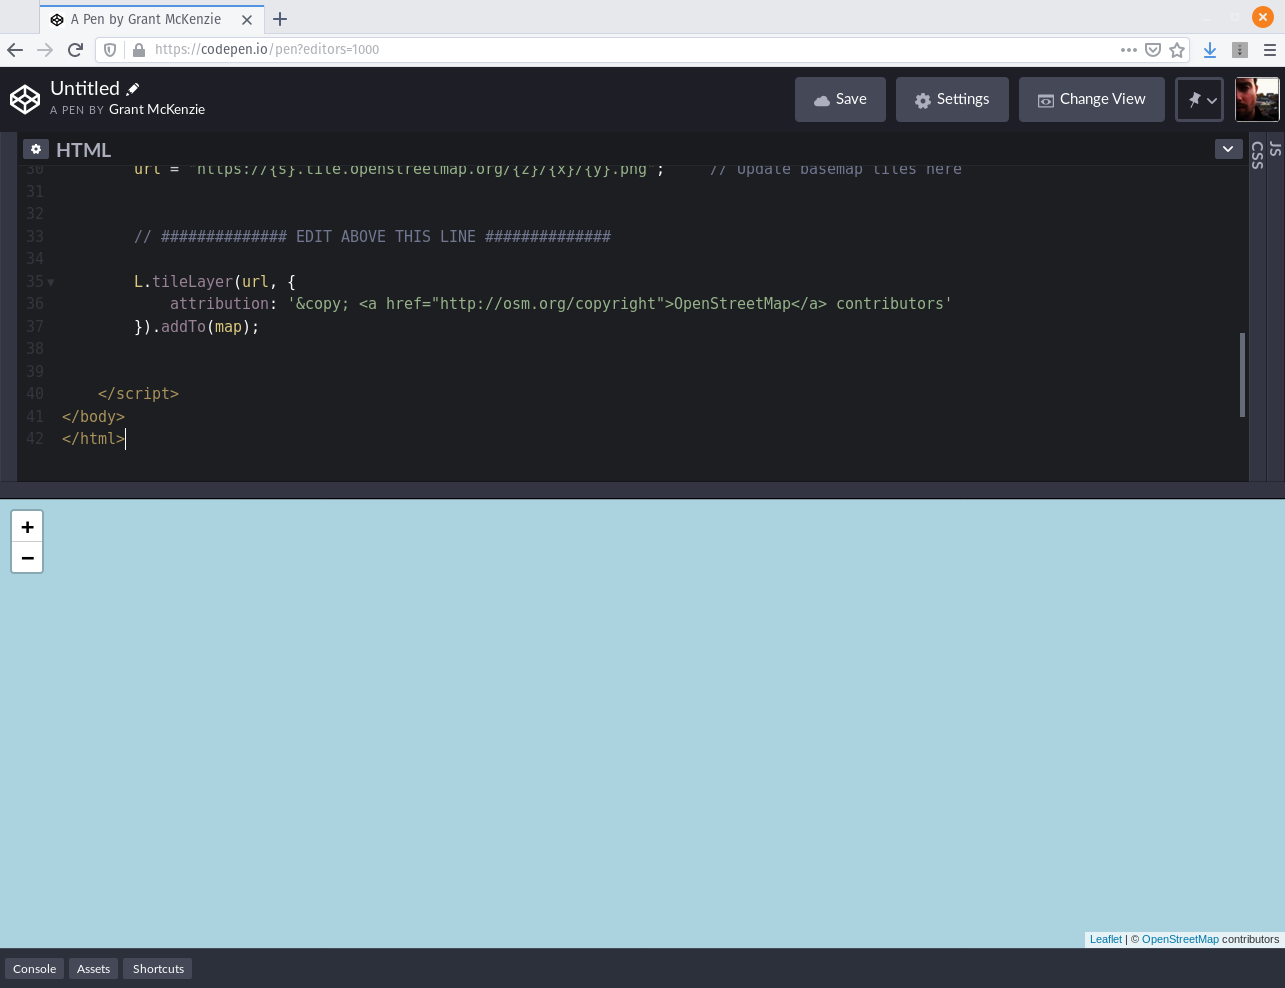 A Pen by Grant McKenzie
https://codepen.io/pen?editors=1000
Untitled
A PEN BY Grant McKenzie
Save
Settings
Change View
HTML
CSS
JS
30 url = "https://{s}.tile.openstreetmap.org/{z}/{x}/{y}.png"; // Update basemap tiles here
31
32
33 // ############## EDIT ABOVE THIS LINE ##############
34
35 L.tileLayer(url, {
36 attribution: '&copy; <a href="http://osm.org/copyright">OpenStreetMap</a> contributors'
37 }).addTo(map);
38
39
40 </script>
41 </body>
42 </html>
+
−
Leaflet | © OpenStreetMap contributors
Console
Assets
Shortcuts